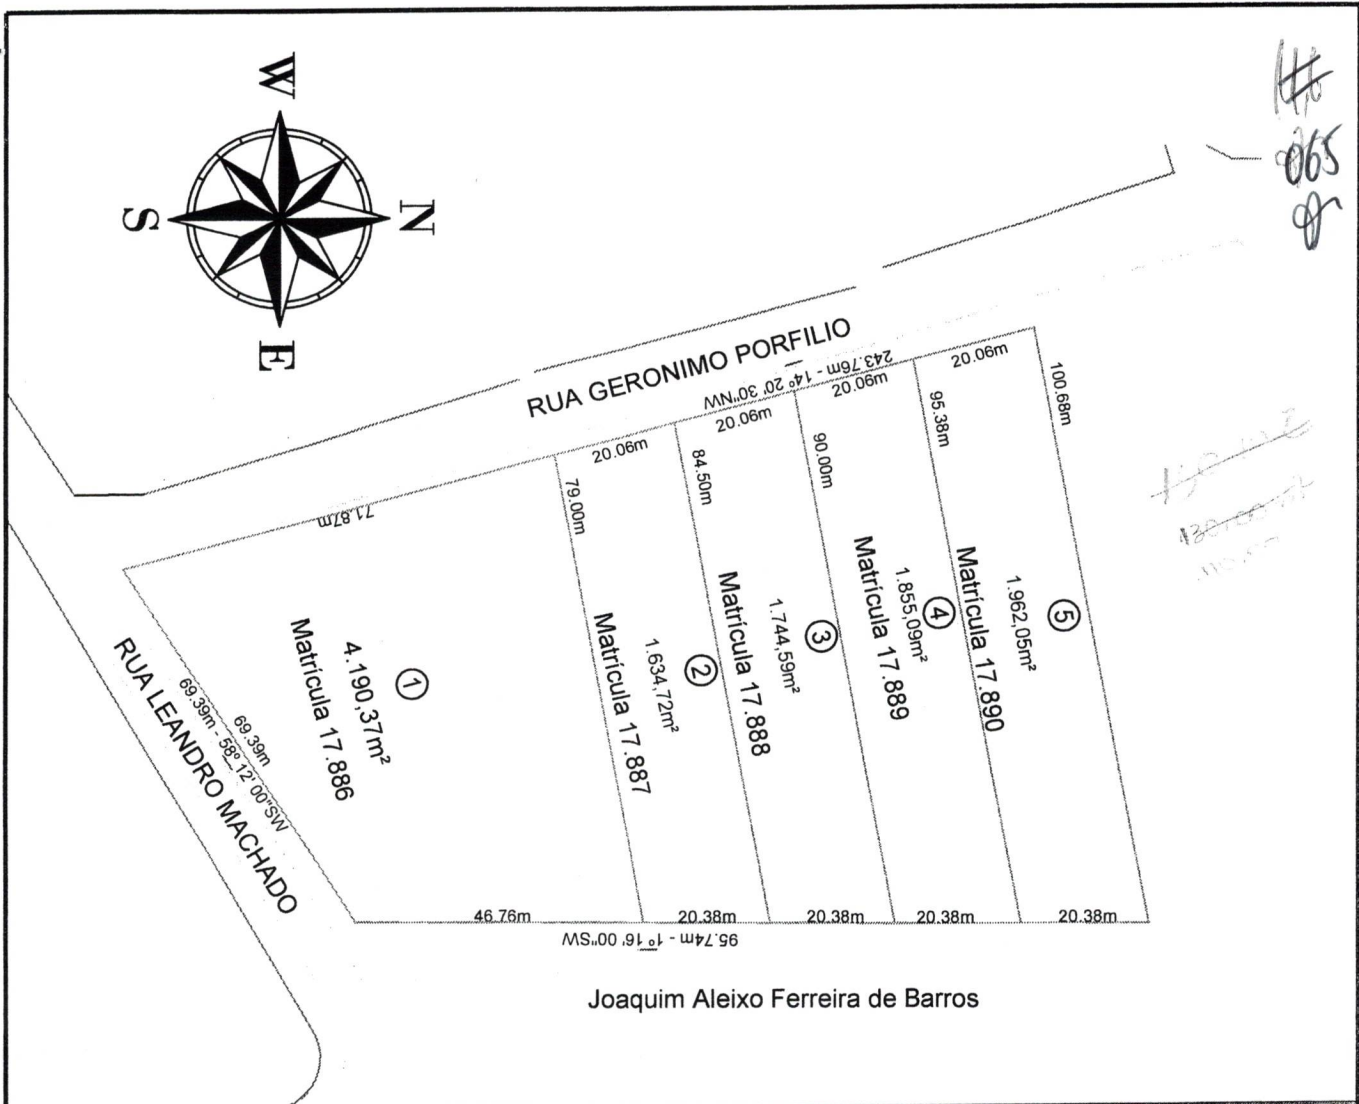 W
S
N
E
065
RUA GERONIMO PORFILIO
243.76m - 14° 20' 30"NW
20.06m
20.06m
20.06m
20.06m
71.87m
100.68m
95.38m
90.00m
84.50m
79.00m
1
4.190,37m²
Matrícula 17.886
2
1.634,72m²
Matrícula 17.887
3
1.744,59m²
Matrícula 17.888
4
1.855,09m²
Matrícula 17.889
5
1.962,05m²
Matrícula 17.890
69.39m
69.39m - 58º 12' 00"SW
RUA LEANDRO MACHADO
46.76m
20.38m
20.38m
20.38m
20.38m
95.74m - 1º 16' 00"SW
Joaquim Aleixo Ferreira de Barros